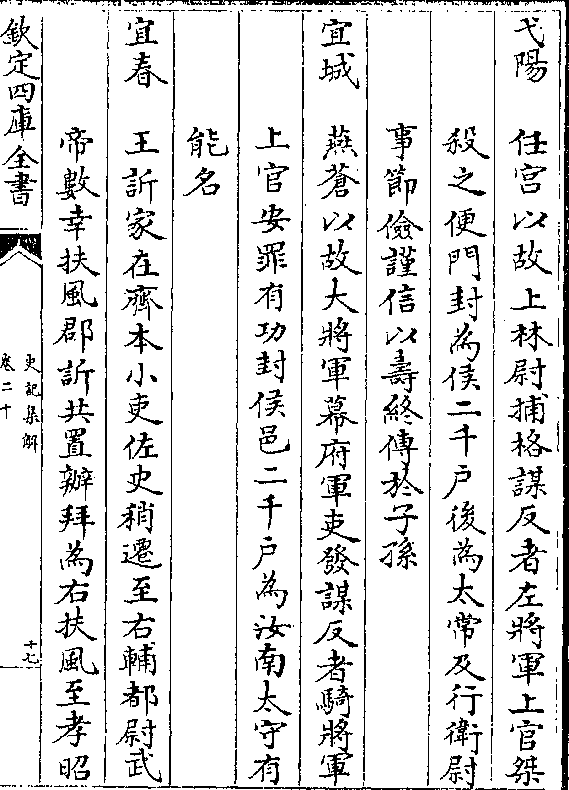 弋陽　任宫以故上林尉捕格謀反者左將軍上官桀
殺之便門封為侯二千户後為太常及行衛尉
事節儉謹信以壽終傳於子孫
宜城　燕蒼以故大將軍幕府軍吏發謀反者騎將軍
上官安罪有功封侯邑二千户為汝南太守有
能名
宜春　王訢家在齊本小吏佐史稍遷至右輔都尉武
帝數幸扶風郡訢共置辦拜為右扶風至孝昭
欽定四庫全書
史記集解
卷二十
十七